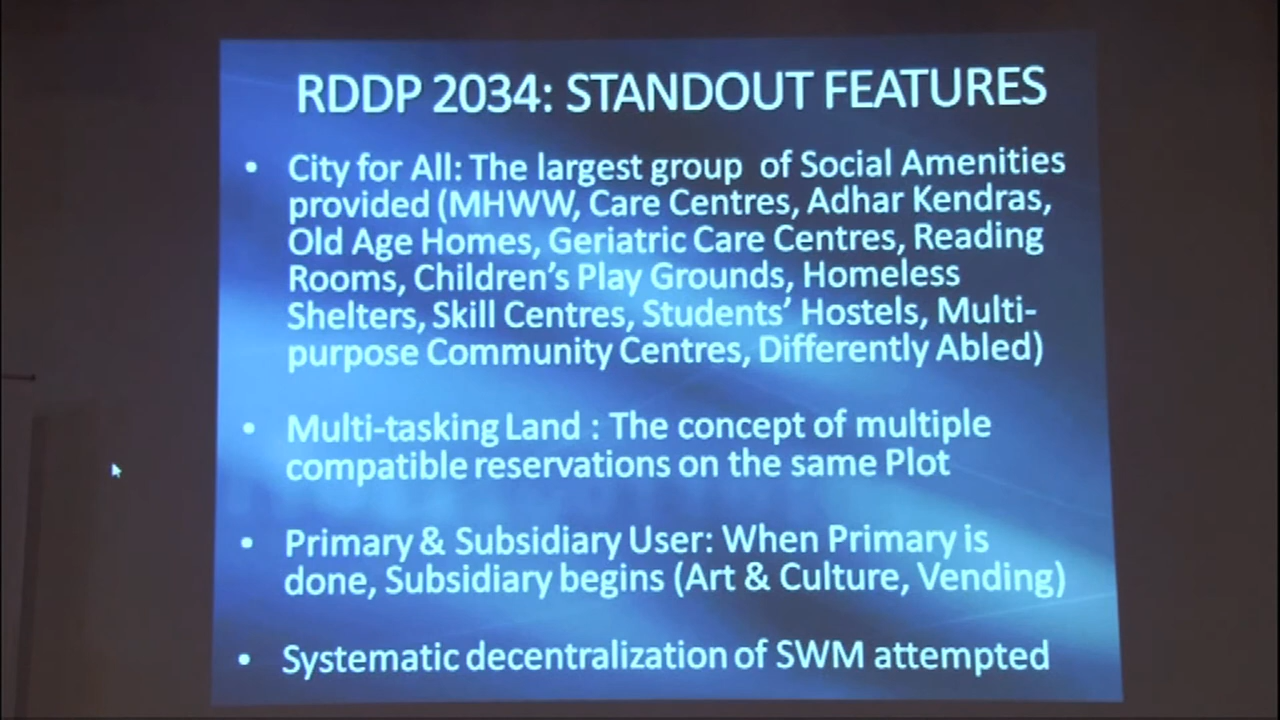 RDDP 2034: STANDOUT FEATURES
• City for All: The largest group of Social Amenities
provided (MHWW, Care Centres, Adhar Kendras,
Old Age Homes, Geriatric Care Centres, Reading
Rooms, Children's Play Grounds, Homeless
Shelters, Skill Centres, Students' Hostels, Multi-
purpose Community Centres, Differently Abled)
• Multi-tasking Land : The concept of multiple
compatible reservations on the same Plot
• Primary & Subsidiary User: When Primary is
done, Subsidiary begins (Art & Culture, Vending)
• Systematic decentralization of SWM attempted